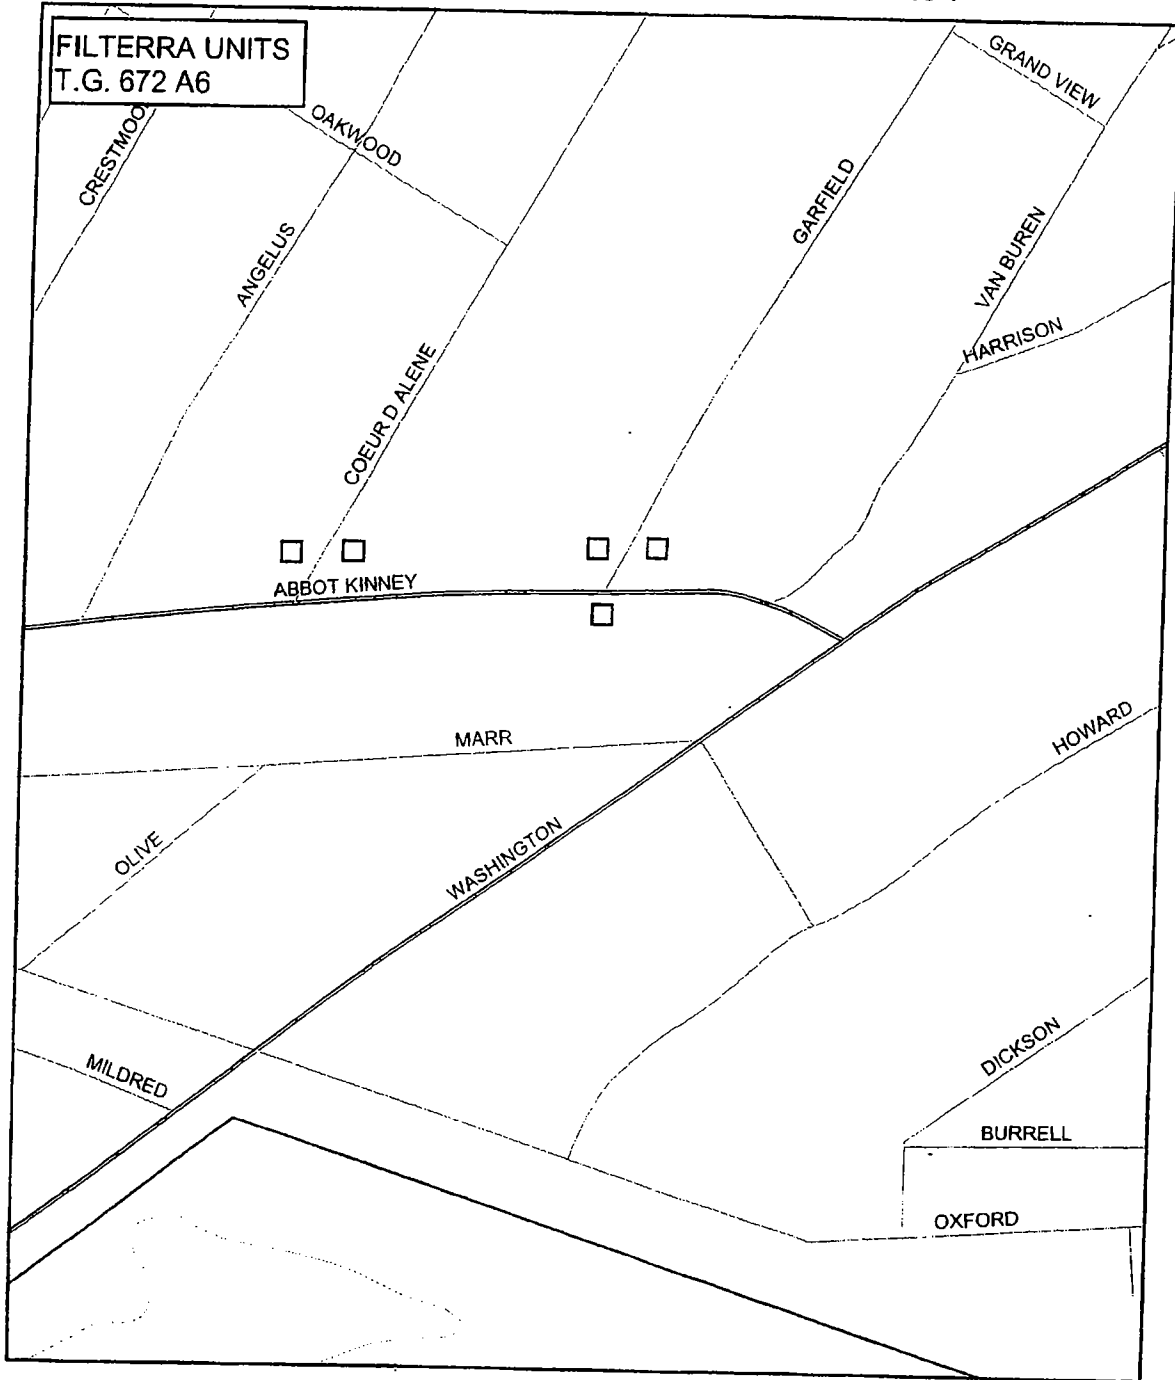 FILTERRA UNITS
T.G. 672 A6
GRAND VIEW
OAKWOOD
GARFIELD
ANGELUS
VAN BUREN
HARRISON
COEUR D ALENE
ABBOT KINNEY
MARR
HOWARD
OLIVE
WASHINGTON
DICKSON
MILDRED
BURRELL
OXFORD